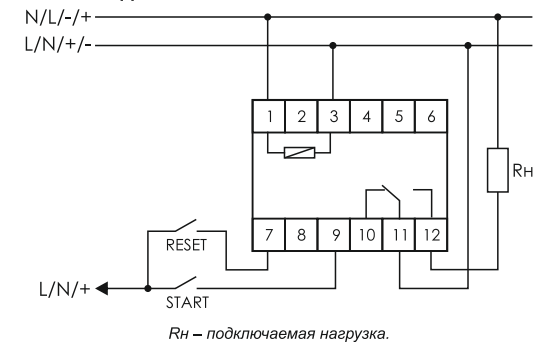 N/L/-/+
L/N/+/-
1 2 3 4 5 6
Rн
7 8 9 10 11 12
RESET
L/N/+
START
Rн – подключаемая нагрузка.